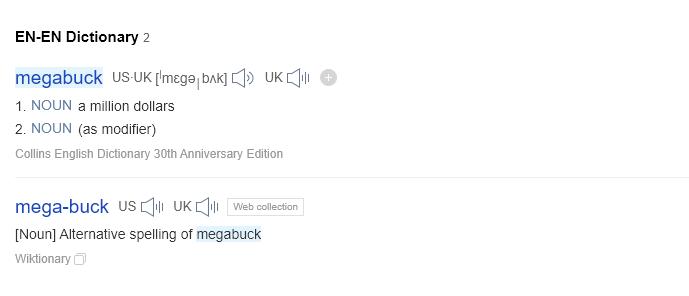 EN-EN Dictionary 2
megabuck US·UK [ˈmɛɡəˌbʌk] UK
1. NOUN a million dollars
2. NOUN (as modifier)
Collins English Dictionary 30th Anniversary Edition
mega-buck US UK Web collection
[Noun] Alternative spelling of megabuck
Wiktionary